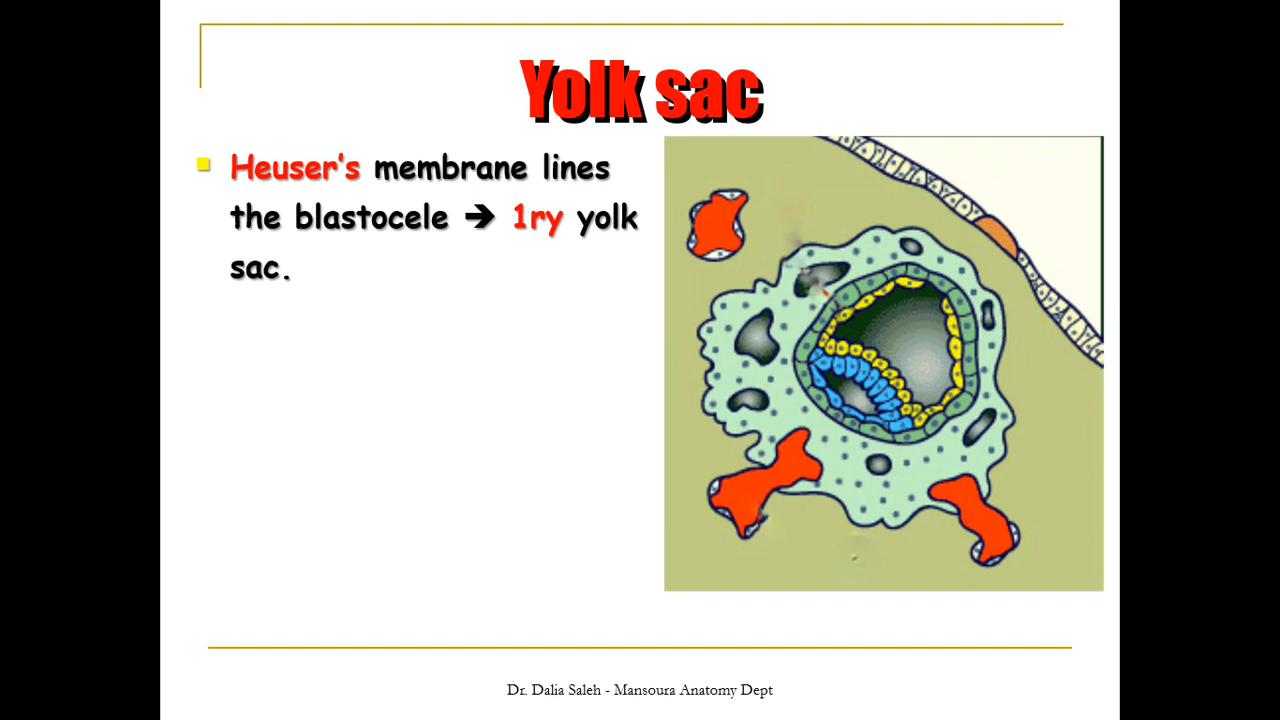 Yolk sac
Heuser's membrane lines
the blastocele ➔ 1ry yolk
sac.
Dr. Dalia Saleh - Mansoura Anatomy Dept